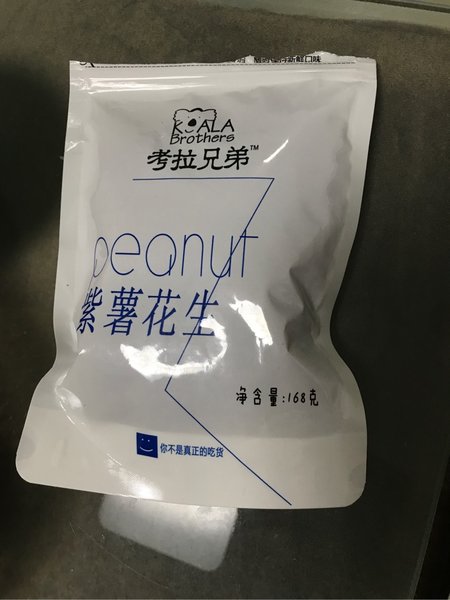 KOALA
Brothers
考拉兄弟™
peanut
紫薯花生
净含量:168克
你不是真正的吃货